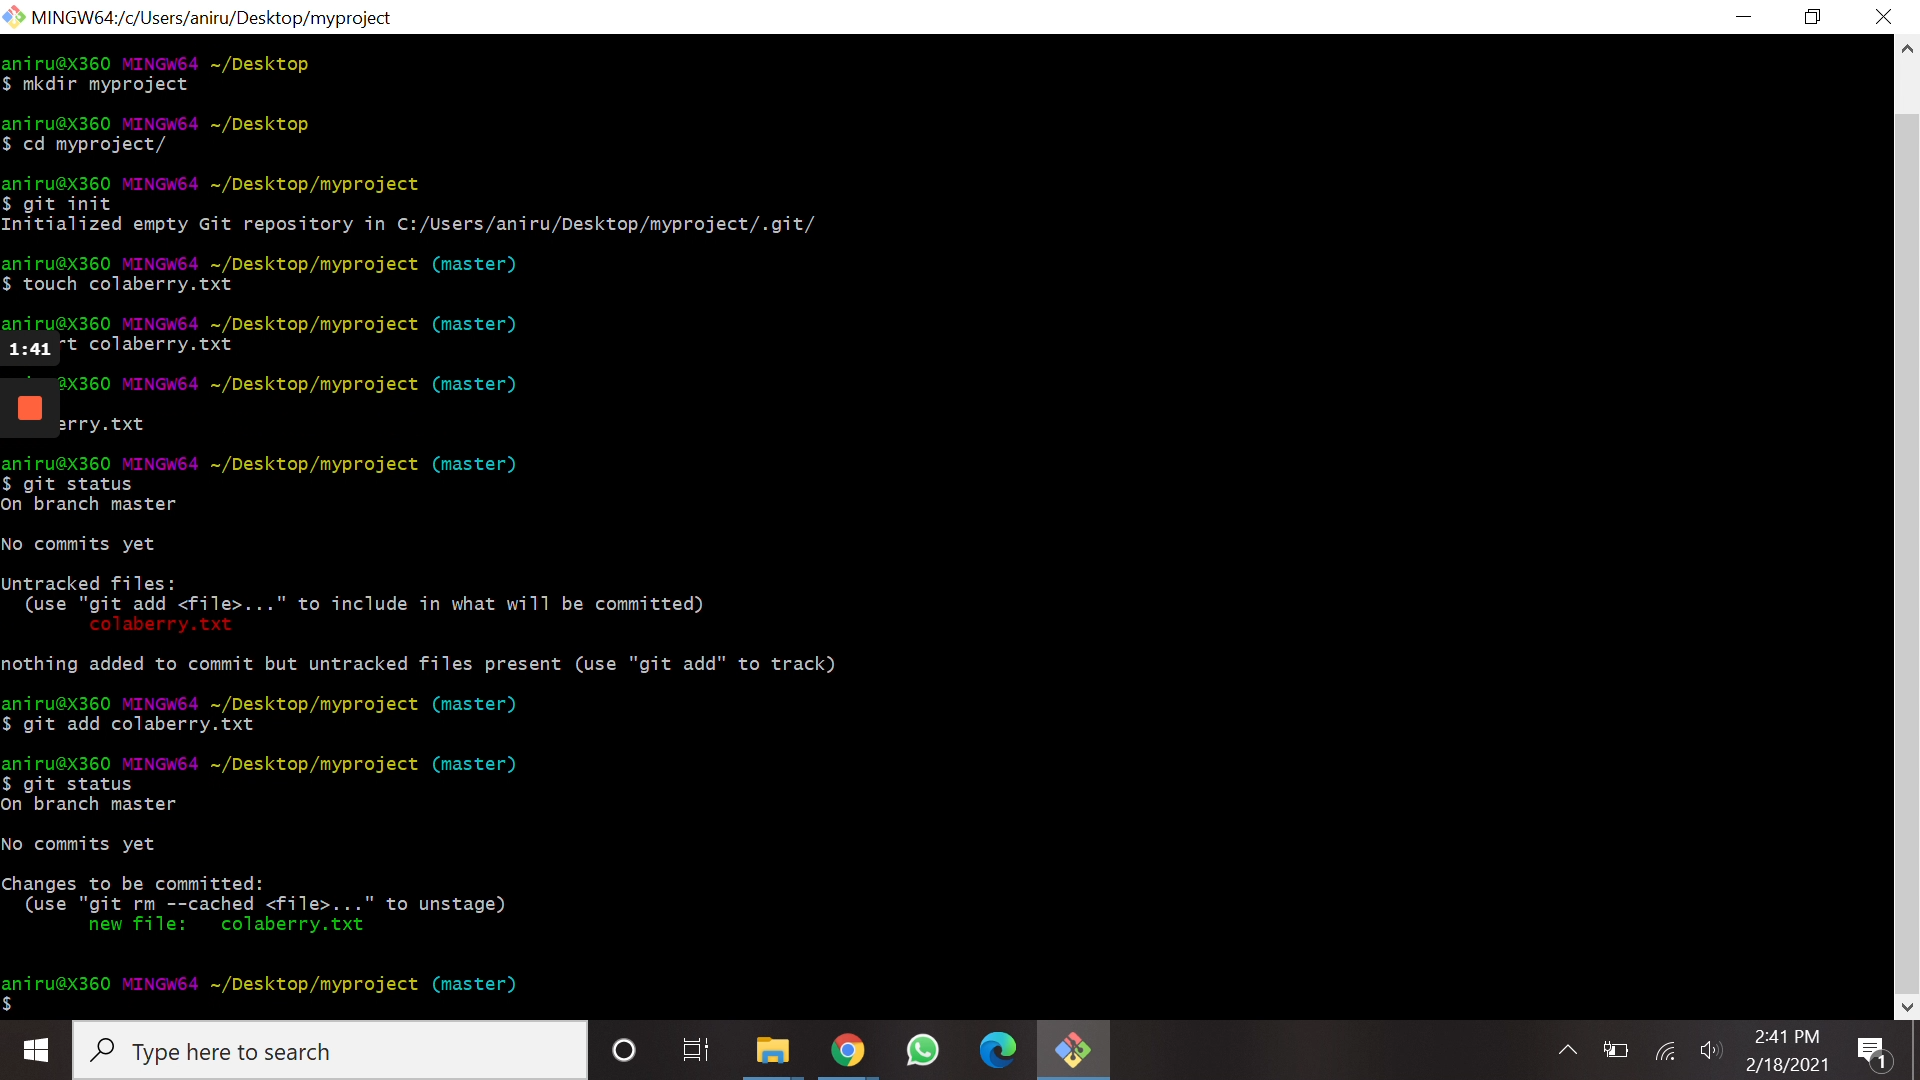 MINGW64:/c/Users/aniru/Desktop/myproject
aniru@X360 MINGW64 ~/Desktop
$ mkdir myproject
aniru@X360 MINGW64 ~/Desktop
$ cd myproject/
aniru@X360 MINGW64 ~/Desktop/myproject
$ git init
Initialized empty Git repository in C:/Users/aniru/Desktop/myproject/.git/
aniru@X360 MINGW64 ~/Desktop/myproject (master)
$ touch colaberry.txt
aniru@X360 MINGW64 ~/Desktop/myproject (master)
1:41
rt colaberry.txt
@X360 MINGW64 ~/Desktop/myproject (master)
erry.txt
aniru@X360 MINGW64 ~/Desktop/myproject (master)
$ git status
On branch master
No commits yet
Untracked files:
(use "git add <file>..." to include in what will be committed)
colaberry.txt
nothing added to commit but untracked files present (use "git add" to track)
aniru@X360 MINGW64 ~/Desktop/myproject (master)
$ git add colaberry.txt
aniru@X360 MINGW64 ~/Desktop/myproject (master)
$ git status
On branch master
No commits yet
Changes to be committed:
(use "git rm --cached <file>..." to unstage)
new file:   colaberry.txt
aniru@X360 MINGW64 ~/Desktop/myproject (master)
$
Type here to search
2:41 PM
2/18/2021
1